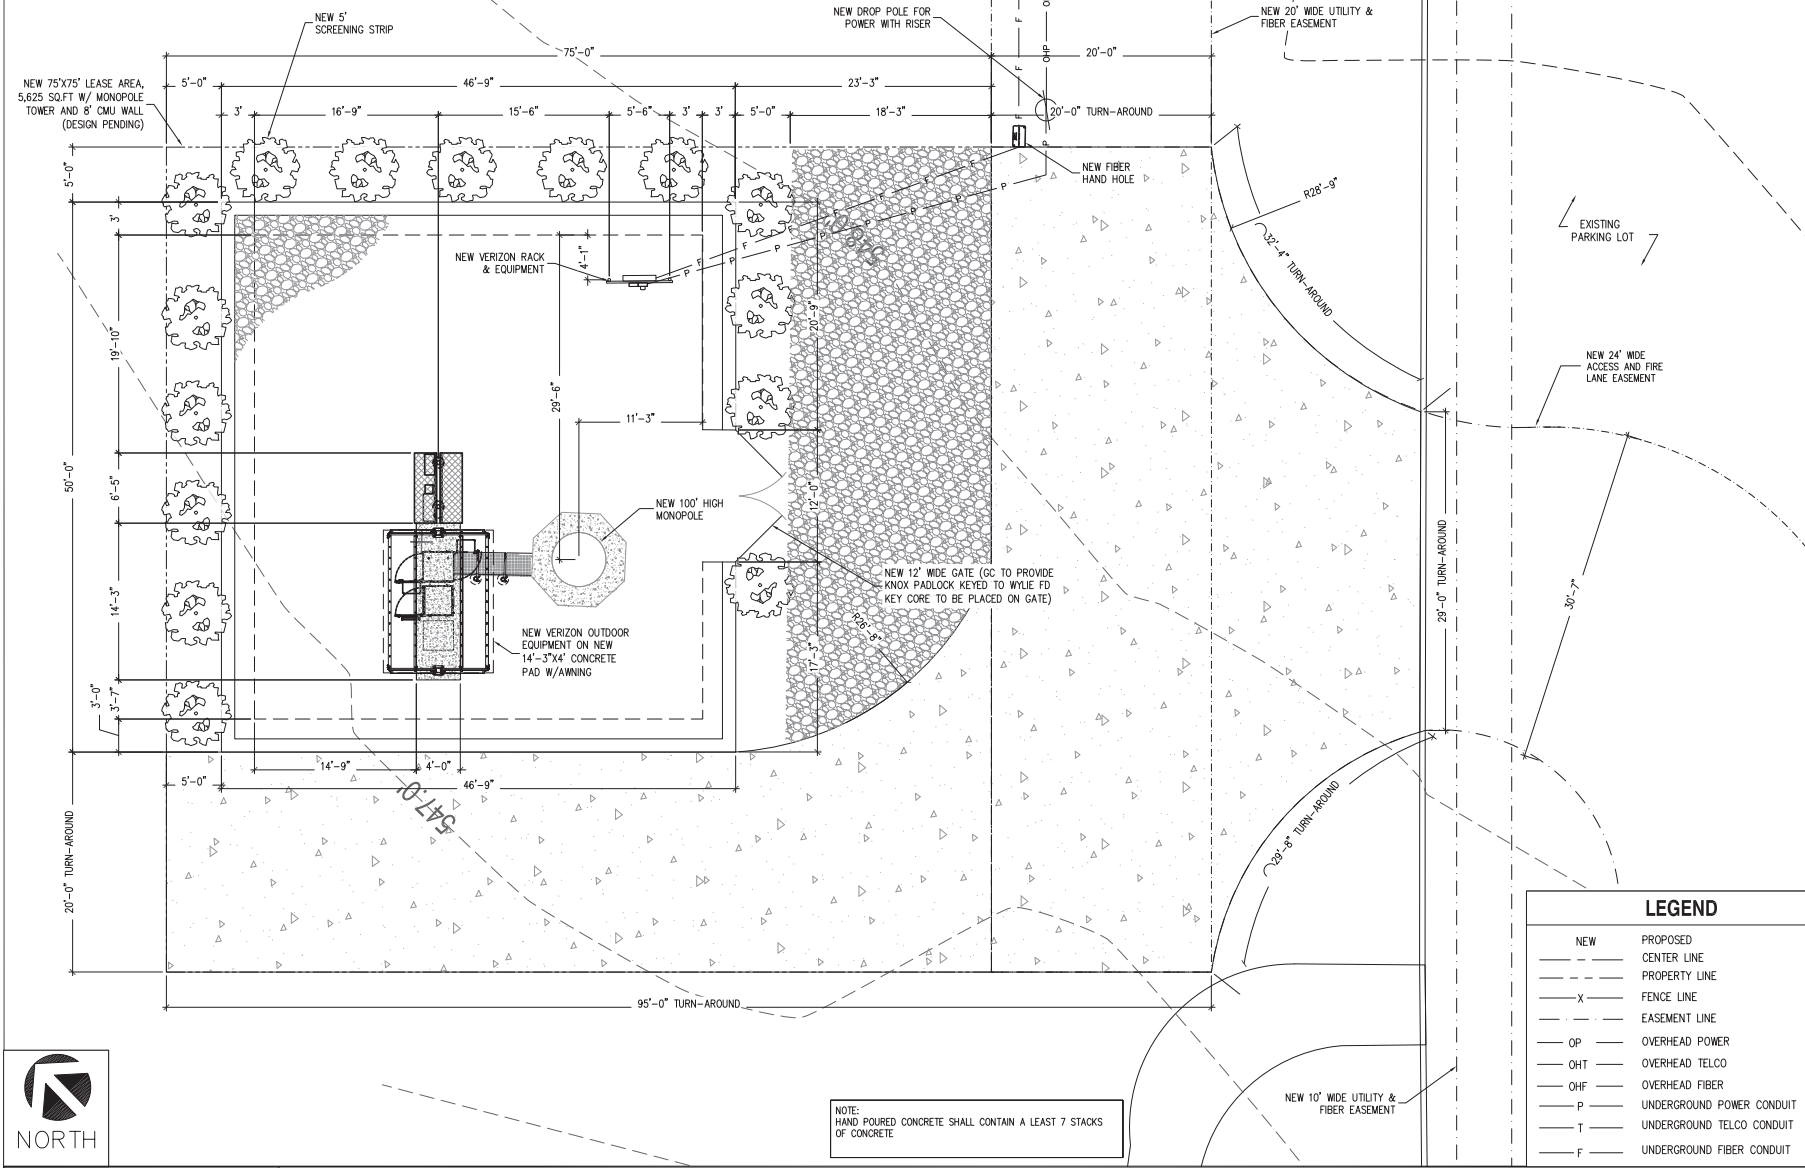 NEW 5'
SCREENING STRIP
NEW DROP POLE FOR
POWER WITH RISER
F
F
OHP
O
NEW 20' WIDE UTILITY &
FIBER EASEMENT
75'-0"
20'-0"
NEW 75'X75' LEASE AREA,
5,625 SQ.FT W/ MONOPOLE
TOWER AND 8' CMU WALL
(DESIGN PENDING)
5'-0"
46'-9"
23'-3"
3'
16'-9"
15'-6"
5'-6"
3'
3'
5'-0"
18'-3"
20'-0" TURN-AROUND
F
P
5'-0"
3'
NEW FIBER
HAND HOLE
R28'-9"
EXISTING
PARKING LOT
32'-4" TURN-AROUND
NEW VERIZON RACK
& EQUIPMENT
4'-1"
F
F
F
F
F
P
P
P
P
P
P
P
P
19'-10"
20'-9"
NEW 24' WIDE
ACCESS AND FIRE
LANE EASEMENT
29'-6"
11'-3"
50'-0"
6'-5"
12'-0"
NEW 100' HIGH
MONOPOLE
29'-0" TURN-AROUND
30'-7"
NEW 12' WIDE GATE (GC TO PROVIDE
KNOX PADLOCK KEYED TO WYLIE FD
KEY CORE TO BE PLACED ON GATE)
14'-3"
R26'-8"
17'-3"
NEW VERIZON OUTDOOR
EQUIPMENT ON NEW
14'-3"X4' CONCRETE
PAD W/AWNING
3'-0"
3'-7"
14'-9"
4'-0"
5'-0"
46'-9"
547.0'
20'-0" TURN-AROUND
29'-8" TURN-AROUND
95'-0" TURN-AROUND
LEGEND
NEW PROPOSED
CENTER LINE
PROPERTY LINE
X FENCE LINE
EASEMENT LINE
OP OVERHEAD POWER
OHT OVERHEAD TELCO
OHF OVERHEAD FIBER
P UNDERGROUND POWER CONDUIT
T UNDERGROUND TELCO CONDUIT
F UNDERGROUND FIBER CONDUIT
NEW 10' WIDE UTILITY &
FIBER EASEMENT
NOTE:
HAND POURED CONCRETE SHALL CONTAIN A LEAST 7 STACKS
OF CONCRETE
NORTH